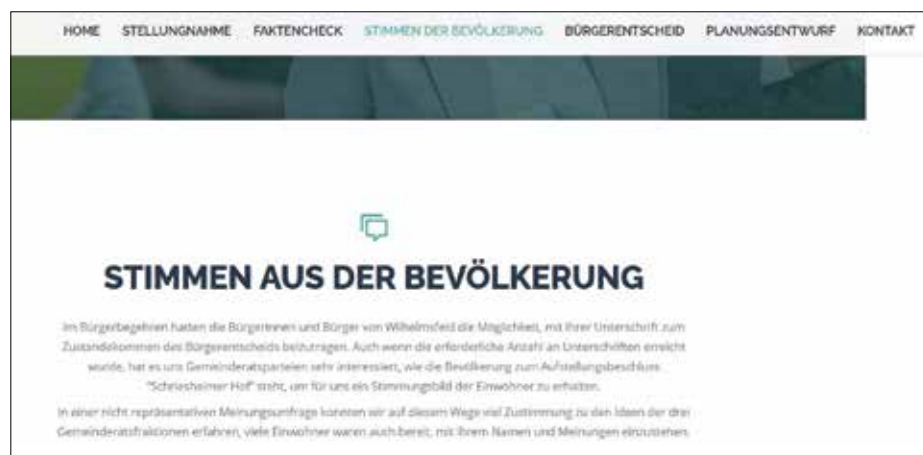 HOME STELLUNGNAHME FAKTENCHECK STIMMEN DER BEVÖLKERUNG BÜRGERENTSCHEID PLANUNGSENTWURF KONTAKT
STIMMEN AUS DER BEVÖLKERUNG
Im Bürgerbegehren hatten die Bürgerinnen und Bürger von Wilhelmsfeld die Möglichkeit, mit ihrer Unterschrift zum
Zustandekommen des Bürgerentscheids beizutragen. Auch wenn die erforderliche Anzahl an Unterschriften erreicht
wurde, hat es uns Gemeinderatsparteien sehr interessiert, wie die Bevölkerung zum Aufstellungsbeschluss
"Schriesheimer Hof" steht, um für uns ein Stimmungsbild der Einwohner zu erhalten.
In einer nicht repräsentativen Meinungsumfrage konnten wir auf diesem Wege viel Zustimmung zu den Ideen der drei
Gemeinderatsfraktionen erfahren, viele Einwohner waren auch bereit, mit ihrem Namen und Meinungen einzustehen.